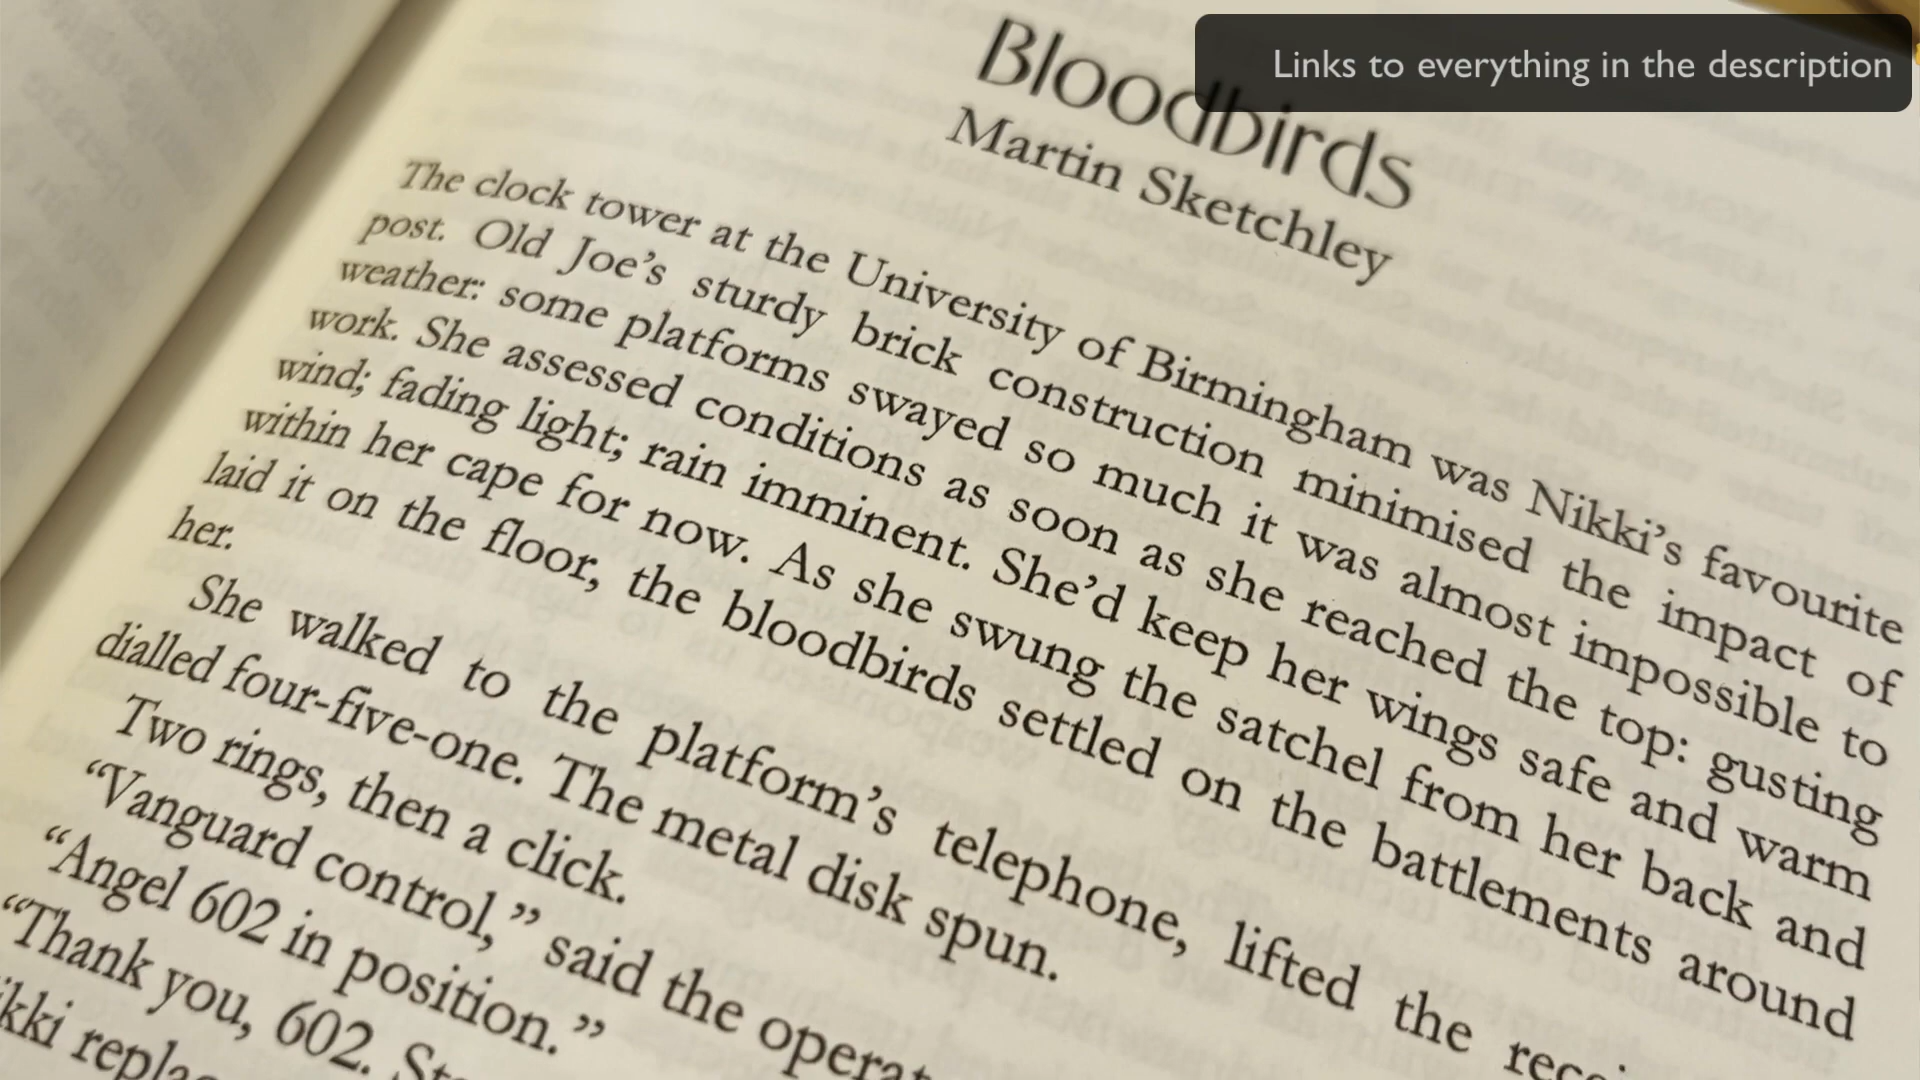 Links to everything in the description
Bloodbirds
Martin Sketchley
The clock tower at the University of Birmingham was Nikki's favourite
post. Old Joe's sturdy brick construction minimised the impact of
weather: some platforms swayed so much it was almost impossible to
work. She assessed conditions as soon as she reached the top: gusting
wind; fading light; rain imminent. She'd keep her wings safe and warm
within her cape for now. As she swung the satchel from her back and
laid it on the floor, the bloodbirds settled on the battlements around
her.
She walked to the platform's telephone, lifted the
dialled four-five-one. The metal disk spun.
Two rings, then a click.
“Vanguard control,” said the
“Angel 602 in position.”
“Thank you, 602.